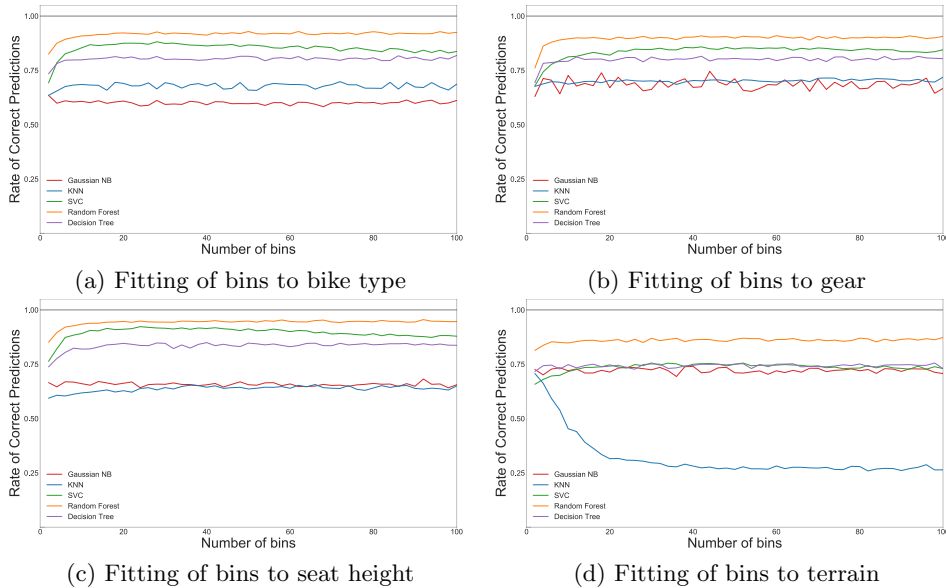 1.00
0.75
0.50
0.25
Rate of Correct Predictions
Gaussian NB
KNN
SVC
Random Forest
Decision Tree
0 20 40 60 80 100
Number of bins
(a) Fitting of bins to bike type
1.00
0.75
0.50
0.25
Rate of Correct Predictions
Gaussian NB
KNN
SVC
Random Forest
Decision Tree
0 20 40 60 80 100
Number of bins
(b) Fitting of bins to gear
1.00
0.75
0.50
0.25
Rate of Correct Predictions
Gaussian NB
KNN
SVC
Random Forest
Decision Tree
0 20 40 60 80 100
Number of bins
(c) Fitting of bins to seat height
1.00
0.75
0.50
0.25
Rate of Correct Predictions
Gaussian NB
KNN
SVC
Random Forest
Decision Tree
0 20 40 60 80 100
Number of bins
(d) Fitting of bins to terrain